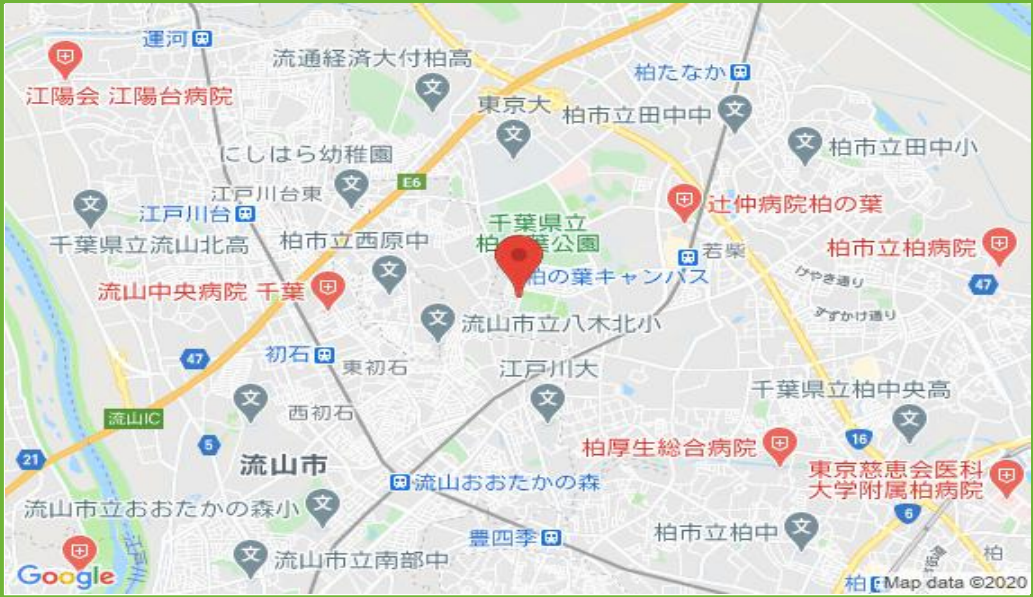 運河
流通経済大付柏高
柏たなか
江陽会 江陽台病院
東京大
柏市立田中中
柏市立田中小
にしはら幼稚園
E6
江戸川台東
江戸川台
辻仲病院柏の葉
千葉県立
千葉県立流山北高
柏市立西原中
葉公園
若柴
柏市立柏病院
柏の葉キャンパス
けやき通り
47
流山中央病院 千葉
すずかけ通り
流山市立八木北小
47
初石
東初石
江戸川大
千葉県立柏中央高
西初石
流山IC
5
16
柏厚生総合病院
21
流山市
東京慈恵会医科
大学附属柏病院
流山おおたかの森
流山市立おおたかの森小
6
豊四季
柏市立柏中
江戸川
流山市立南部中
柏
Google
柏
Map data ©2020